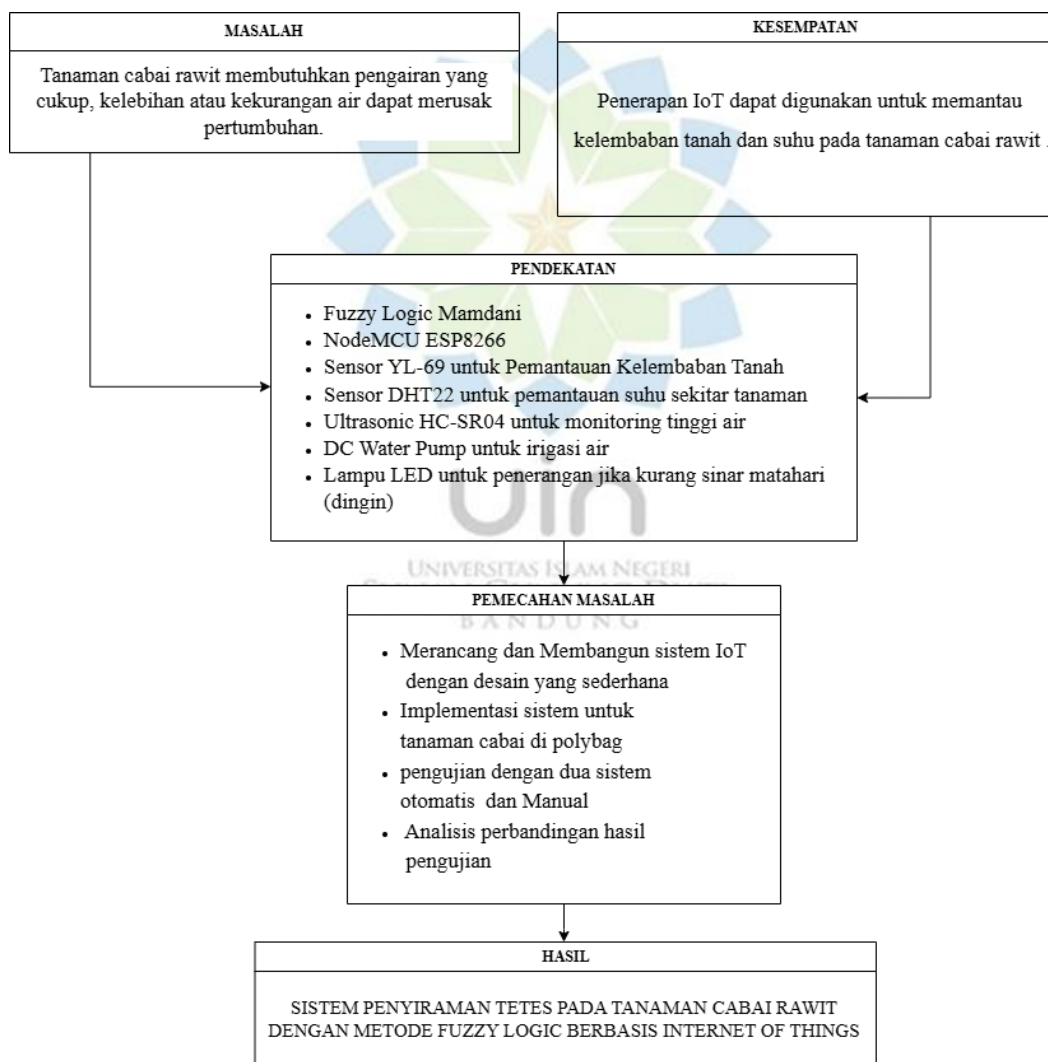 MASALAH
Tanaman cabai rawit membutuhkan pengairan yang
cukup, kelebihan atau kekurangan air dapat merusak
pertumbuhan.
KESEMPATAN
Penerapan IoT dapat digunakan untuk memantau
kelembaban tanah dan suhu pada tanaman cabai rawit .
PENDEKATAN
• Fuzzy Logic Mamdani
• NodeMCU ESP8266
• Sensor YL-69 untuk Pemantauan Kelembaban Tanah
• Sensor DHT22 untuk pemantauan suhu sekitar tanaman
• Ultrasonic HC-SR04 untuk monitoring tinggi air
• DC Water Pump untuk irigasi air
• Lampu LED untuk penerangan jika kurang sinar matahari
(dingin)
uin
UNIVERSITAS ISLAM NEGERI
PEMECAHAN MASALAH
BANDUNG
• Merancang dan Membangun sistem IoT
dengan desain yang sederhana
• Implementasi sistem untuk
tanaman cabai di polybag
• pengujian dengan dua sistem
otomatis dan Manual
• Analisis perbandingan hasil
pengujian
HASIL
SISTEM PENYIRAMAN TETES PADA TANAMAN CABAI RAWIT
DENGAN METODE FUZZY LOGIC BERBASIS INTERNET OF THINGS